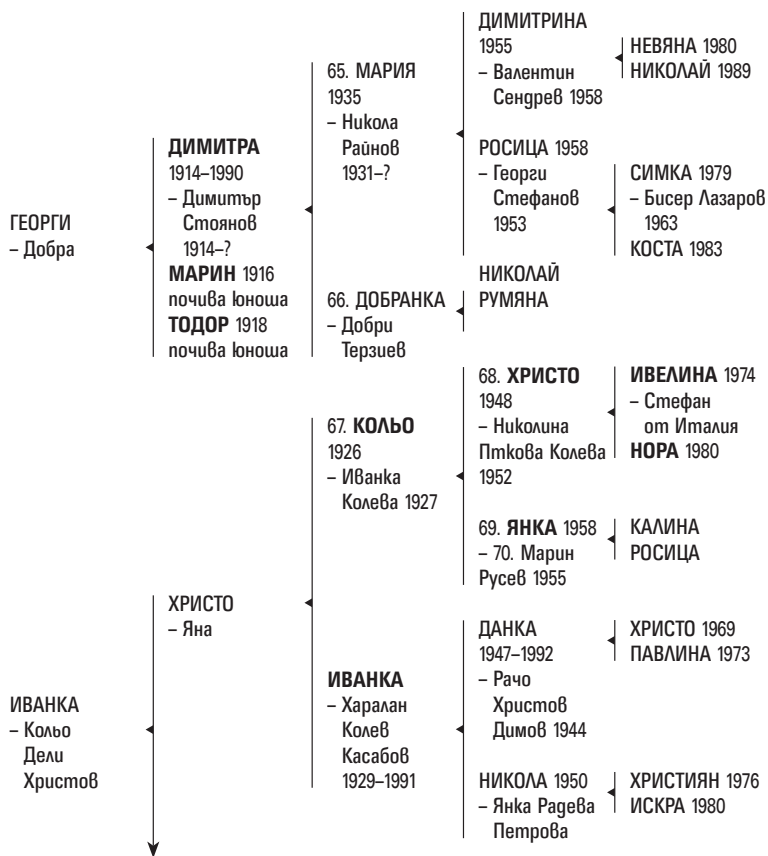 ГЕОРГИ
– Добра
ДИМИТРА
1914–1990
– Димитър
Стоянов
1914–?
МАРИН 1916
почива юноша
ТОДОР 1918
почива юноша
65. МАРИЯ
1935
– Никола
Райнов
1931–?
ДИМИТРИНА
1955
– Валентин
Сендрев 1958
НЕВЯНА 1980
НИКОЛАЙ 1989
РОСИЦА 1958
– Георги
Стефанов
1953
СИМКА 1979
– Бисер Лазаров
1963
КОСТА 1983
66. ДОБРАНКА
– Добри
Терзиев
НИКОЛАЙ
РУМЯНА
ИВАНКА
– Кольо
Дели
Христов
ХРИСТО
– Яна
67. КОЛЬО
1926
– Иванка
Колева 1927
68. ХРИСТО
1948
– Николина
Пткова Колева
1952
ИВЕЛИНА 1974
– Стефан
от Италия
НОРА 1980
69. ЯНКА 1958
– 70. Марин
Русев 1955
КАЛИНА
РОСИЦА
ИВАНКА
– Харалан
Колев
Касабов
1929–1991
ДАНКА
1947–1992
– Рачо
Христов
Димов 1944
ХРИСТО 1969
ПАВЛИНА 1973
НИКОЛА 1950
– Янка Радева
Петрова
ХРИСТИЯН 1976
ИСКРА 1980